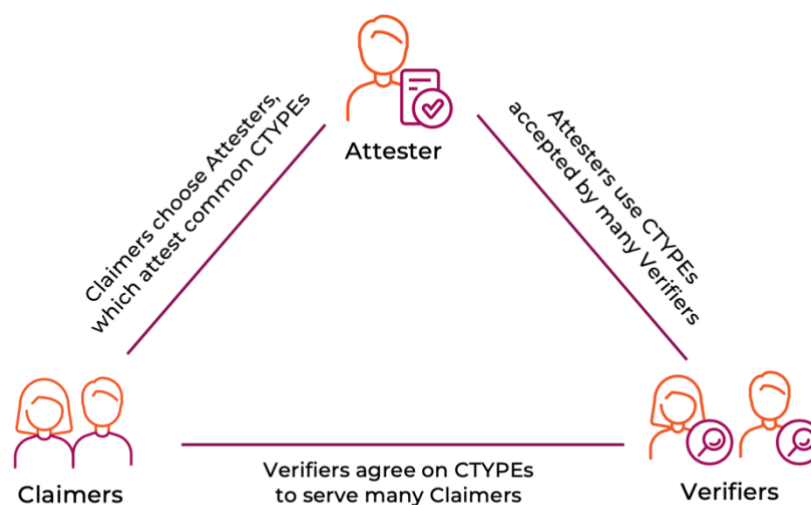 Attester
Claimers choose Attesters,
which attest common CTYPEs
Attesters use CTYPEs
accepted by many Verifiers
Claimers
Verifiers agree on CTYPEs
to serve many Claimers
Verifiers